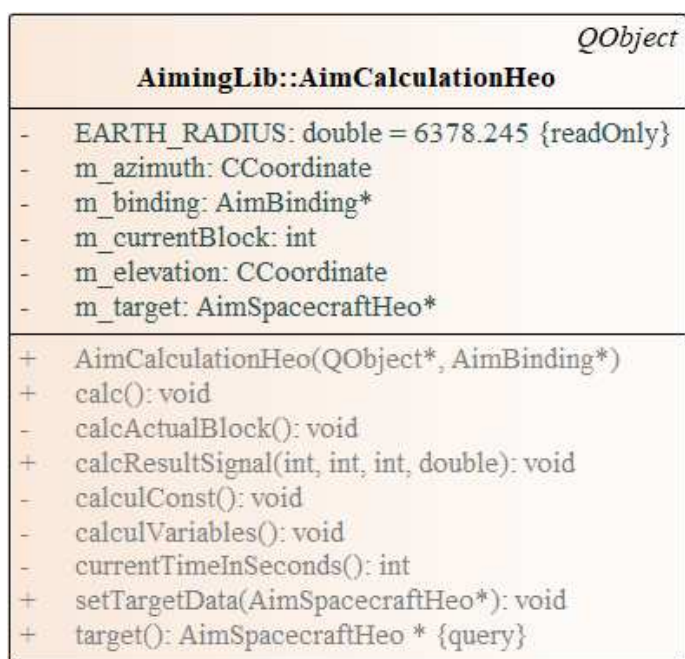 QObject
AimingLib::AimCalculationHeo
- EARTH_RADIUS: double = 6378.245 {readOnly}
- m_azimuth: CCoordinate
- m_binding: AimBinding*
- m_currentBlock: int
- m_elevation: CCoordinate
- m_target: AimSpacecraftHeo*
+ AimCalculationHeo(QObject*, AimBinding*)
+ calc(): void
- calcActualBlock(): void
+ calcResultSignal(int, int, int, double): void
- calculConst(): void
- calculVariables(): void
- currentTimeInSeconds(): int
+ setTargetData(AimSpacecraftHeo*): void
+ target(): AimSpacecraftHeo * {query}